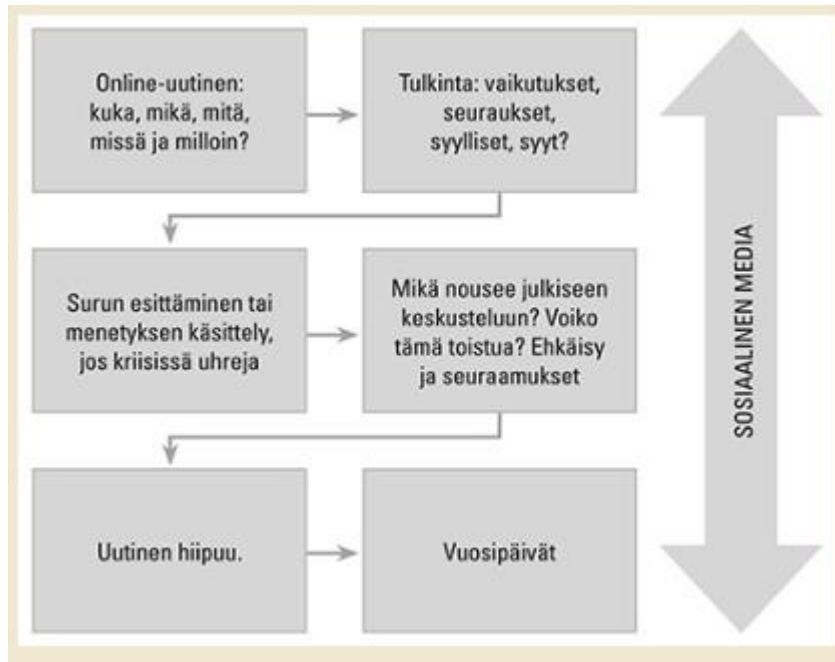 Online-uutinen:
kuka, mikä, mitä,
missä ja milloin?
Tulkinta: vaikutukset,
seuraukset,
syylliset, syyt?
Surun esittäminen tai
menetyksen käsittely,
jos kriisissä uhreja
Mikä nousee julkiseen
keskusteluun? Voiko
tämä toistua? Ehkäisy
ja seuraamukset
Uutinen hiipuu.
Vuosipäivät
SOSIAALINEN MEDIA